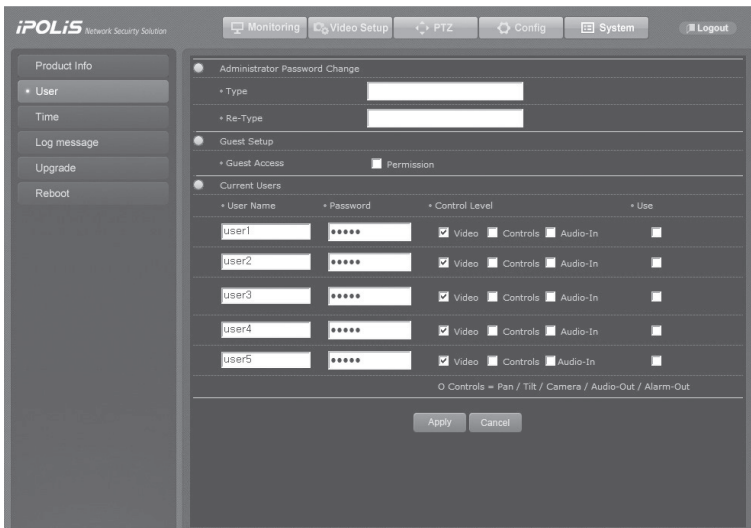 iPOLiS Network Secuirty Solution
Monitoring Video Setup PTZ Config System Logout
Product Info
User
Time
Log message
Upgrade
Reboot
Administrator Password Change
Type
Re-Type
Guest Setup
Guest Access Permission
Current Users
User Name Password Control Level Use
user1 ●●●●● Video Controls Audio-In
user2 ●●●●● Video Controls Audio-In
user3 ●●●●● Video Controls Audio-In
user4 ●●●●● Video Controls Audio-In
user5 ●●●●● Video Controls Audio-In
O Controls = Pan / Tilt / Camera / Audio-Out / Alarm-Out
Apply Cancel